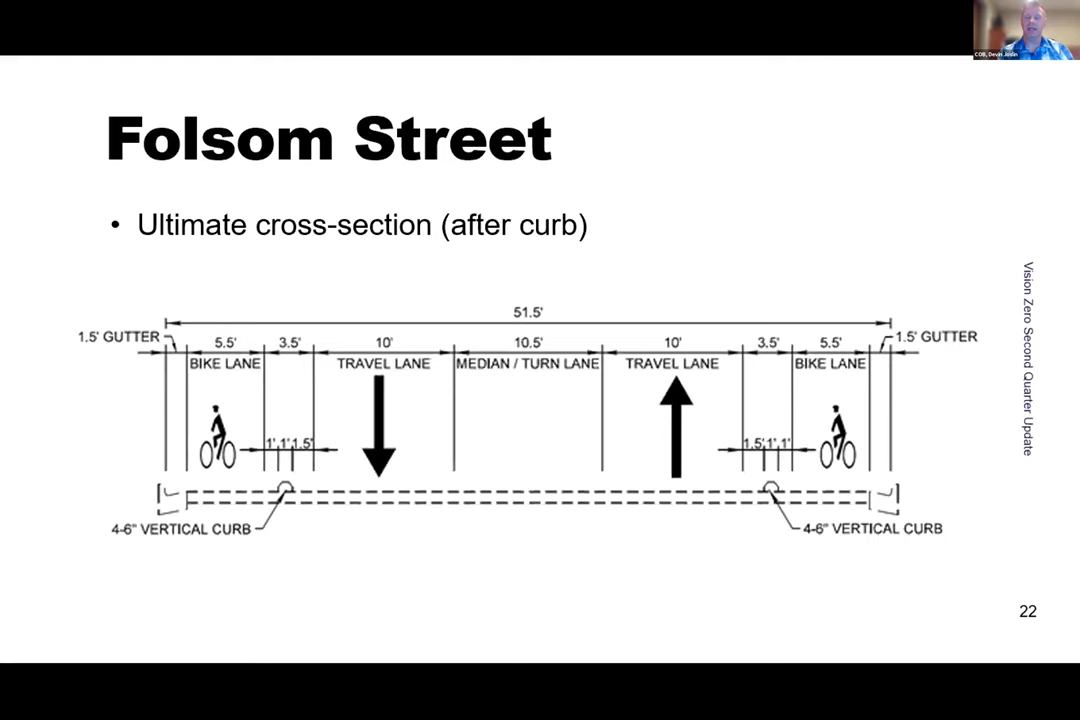 COB, Devin Joslin
Folsom Street
• Ultimate cross-section (after curb)
51.5'
1.5' GUTTER 5.5' 3.5' 10' 10.5' 10' 3.5' 5.5' 1.5' GUTTER
BIKE LANE TRAVEL LANE MEDIAN / TURN LANE TRAVEL LANE BIKE LANE
1' 1' 1.5' 1.5' 1' 1'
4-6" VERTICAL CURB 4-6" VERTICAL CURB
Vision Zero Second Quarter Update
22